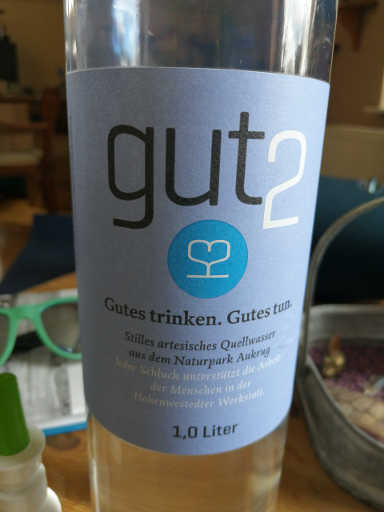 gut2
Gutes trinken. Gutes tun.
Stilles artesisches Quellwasser
aus dem Naturpark Aukrug
Jeder Schluck unterstützt die Arbeit
der Menschen in der
Hohenwestedter Werkstatt.
1,0 Liter